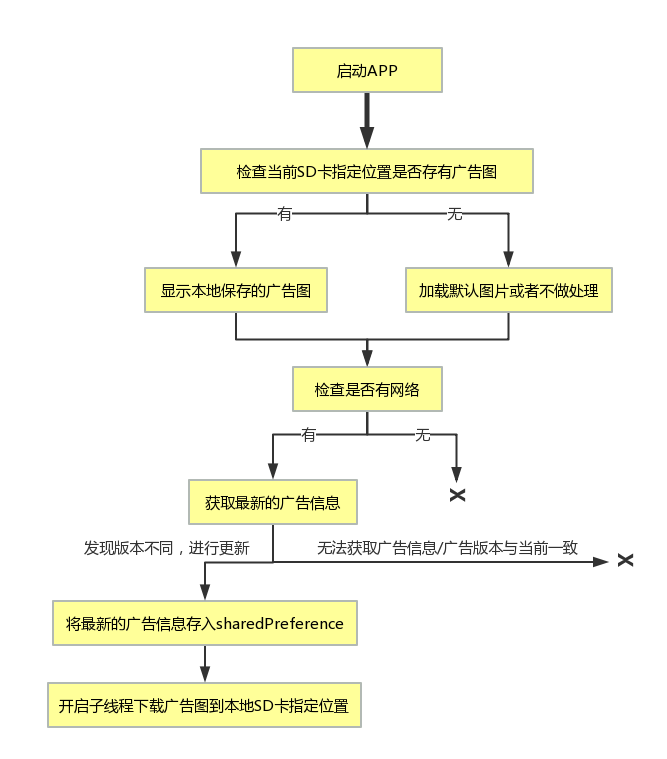 启动APP
检查当前SD卡指定位置是否存有广告图
有
无
显示本地保存的广告图
加载默认图片或者不做处理
检查是否有网络
有
无
X
获取最新的广告信息
发现版本不同，进行更新
无法获取广告信息/广告版本与当前一致
X
将最新的广告信息存入sharedPreference
开启子线程下载广告图到本地SD卡指定位置